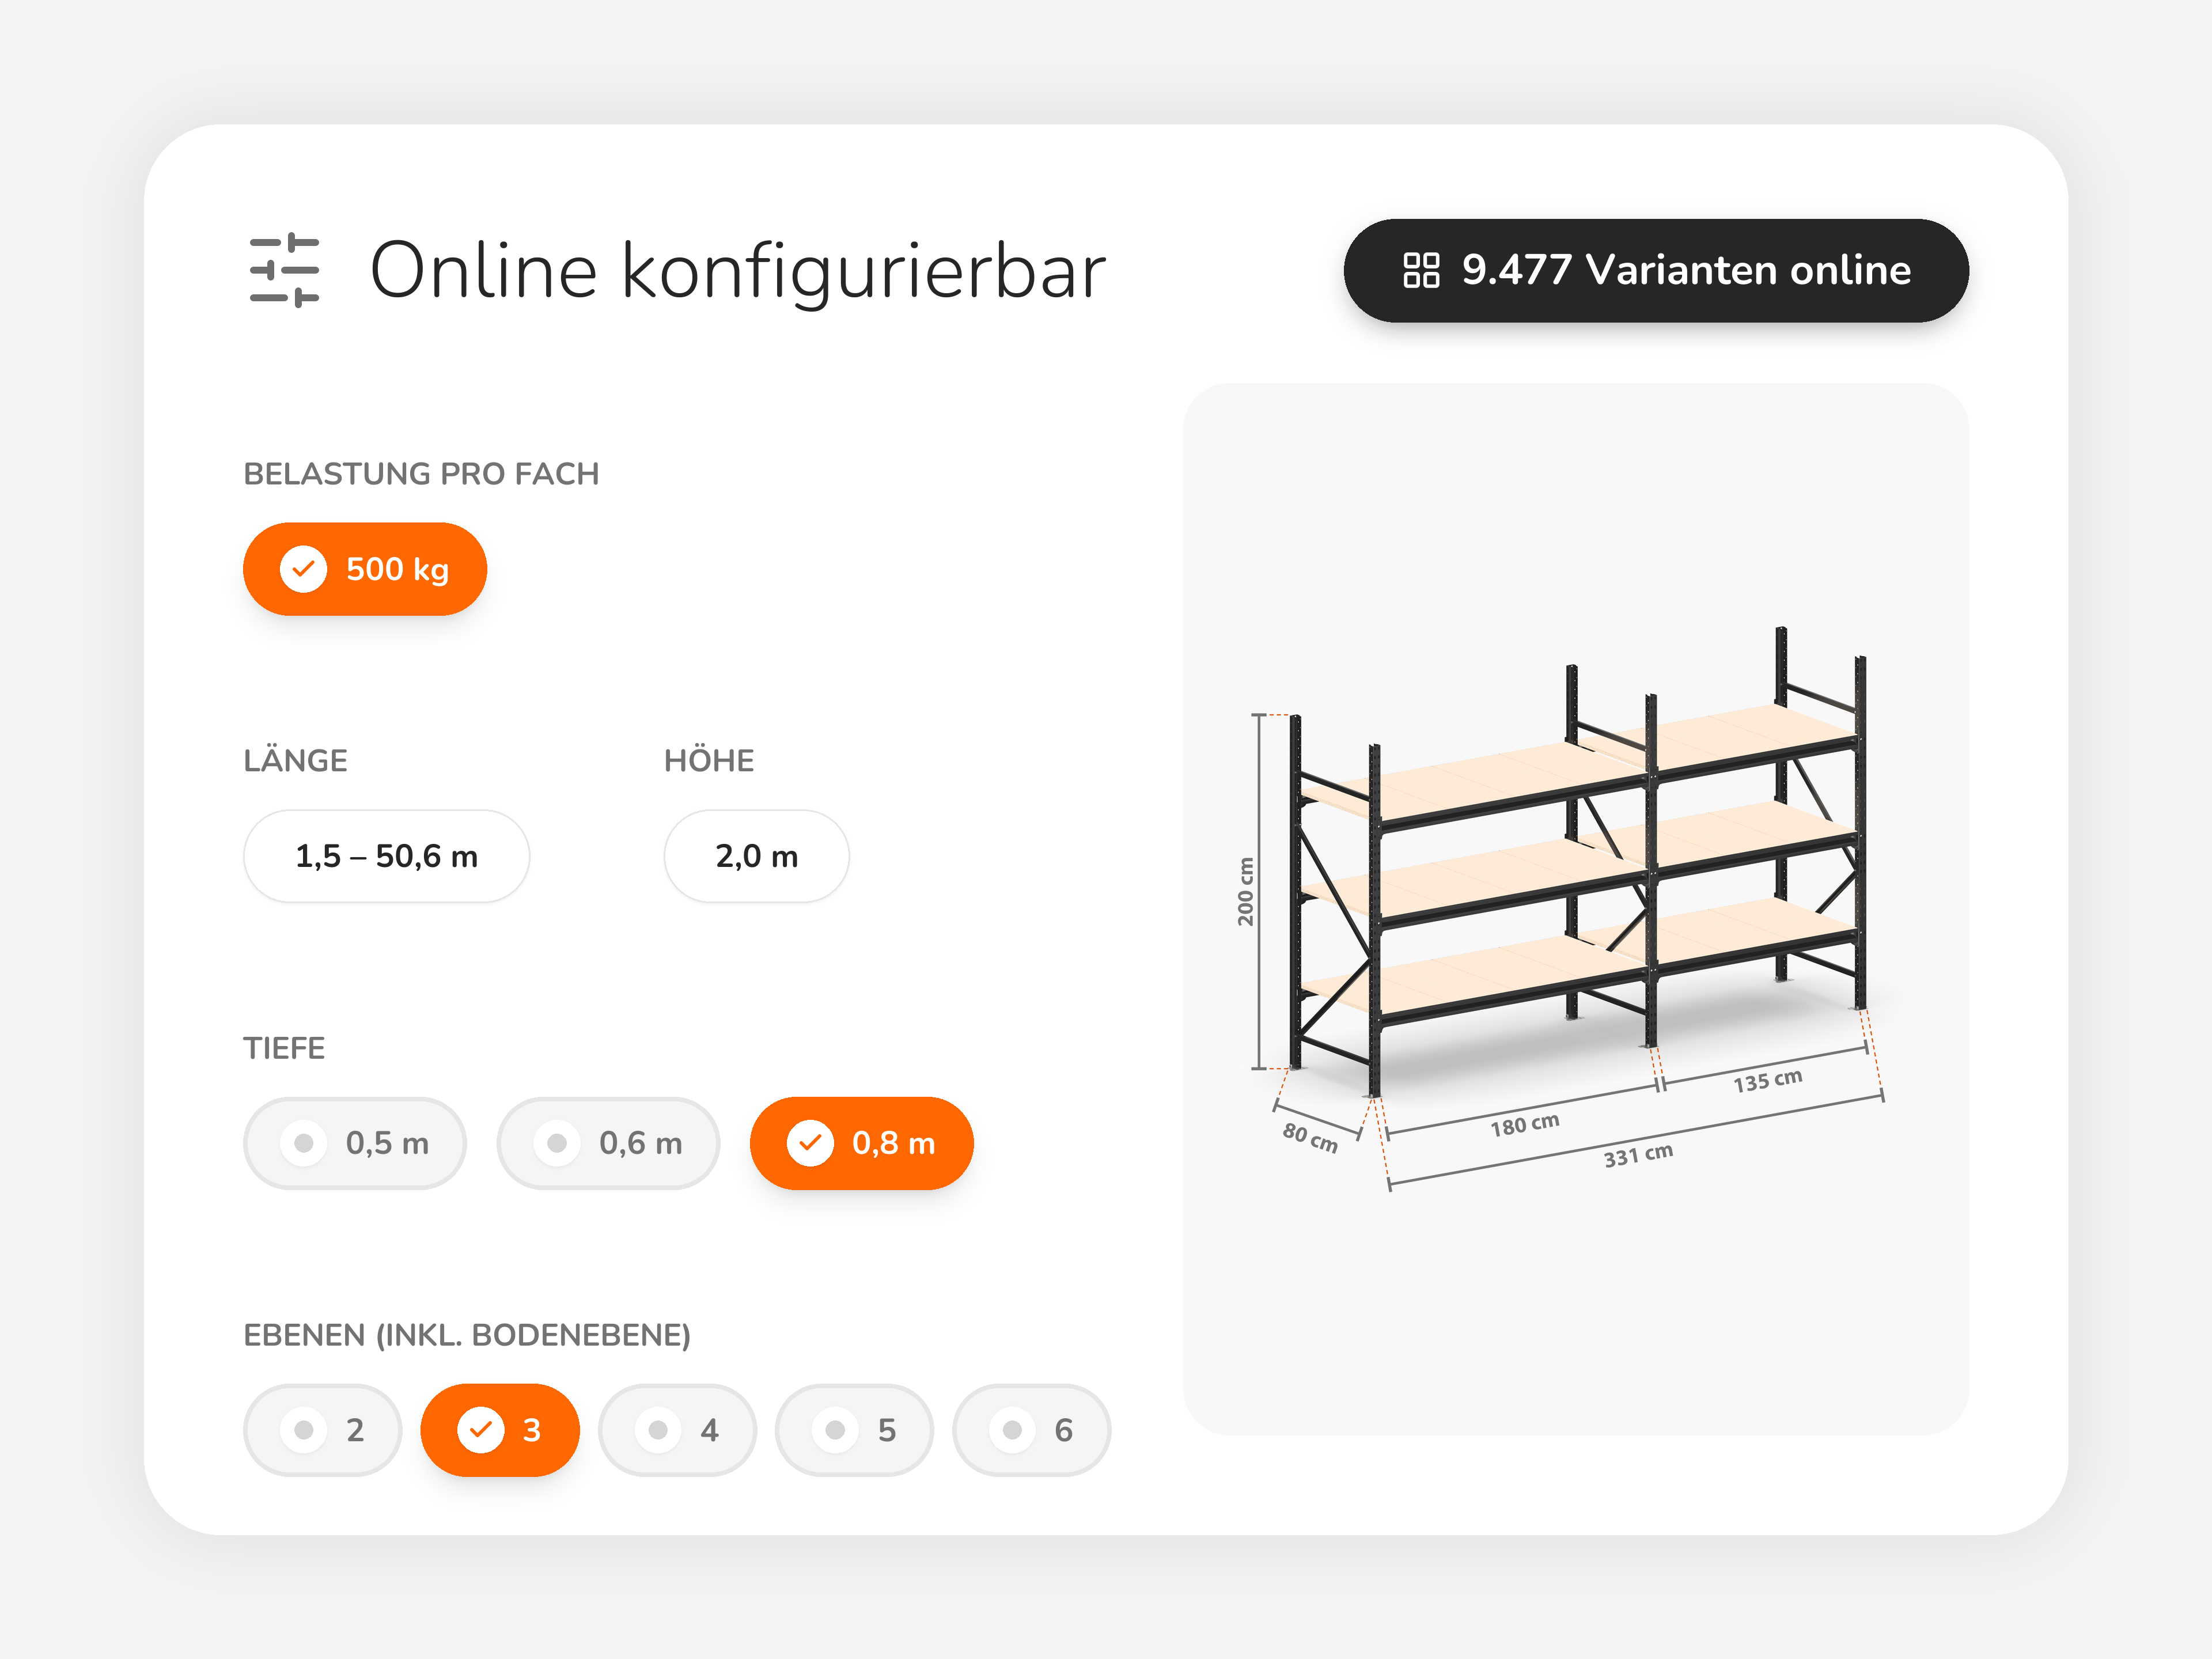 Online konfigurierbar
9.477 Varianten online
BELASTUNG PRO FACH
500 kg
LÄNGE
HÖHE
1,5 – 50,6 m
2,0 m
TIEFE
0,5 m
0,6 m
0,8 m
EBENEN (INKL. BODENEBENE)
2
3
4
5
6
200 cm
80 cm
180 cm
135 cm
331 cm